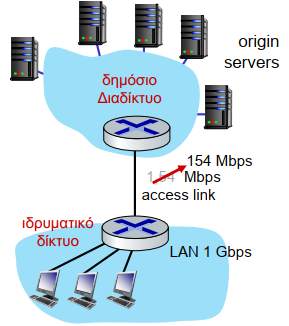 origin
servers
δημόσιο
Διαδίκτυο
154 Mbps
1.54 Mbps
access link
ιδρυματικό
δίκτυο
LAN 1 Gbps